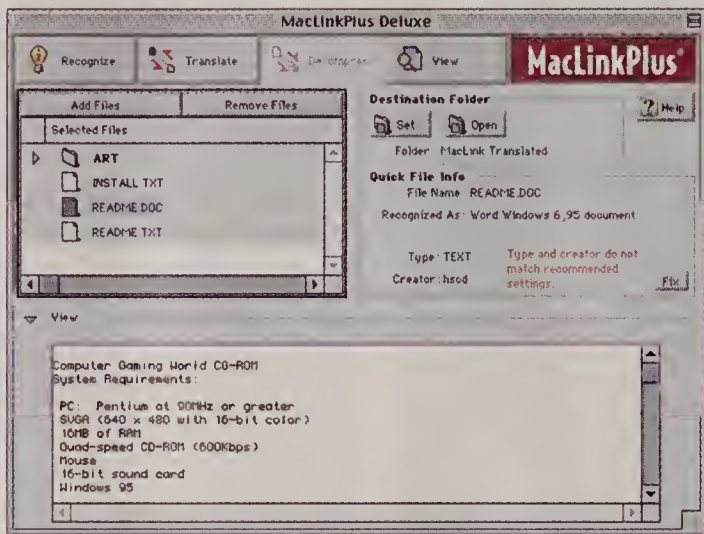 MacLinkPlus Deluxe
Recognize
Translate
Decompress
View
MacLinkPlus®
Add Files
Remove Files
Selected Files
ART
INSTALL TXT
README.DOC
README TXT
Destination Folder
Set
Open
Help
Folder MacLink Translated
Quick File Info
File Name README.DOC
Recognized As: Word Windows 6,95 document
Type: TEXT
Creator: hsod
Type and creator do not
match recommended
settings.
Fix
View
Computer Gaming World CG-ROM
System Requirements:
PC: Pentium at 90MHz or greater
SVGA (640 x 480 with 16-bit color)
16MB of RAM
Quad-speed CD-ROM (600Kbps)
Mouse
16-bit sound card
Windows 95